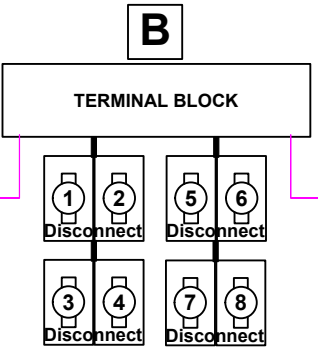 B
TERMINAL BLOCK
1 2 5 6
Disconnect Disconnect
3 4 7 8
Disconnect Disconnect